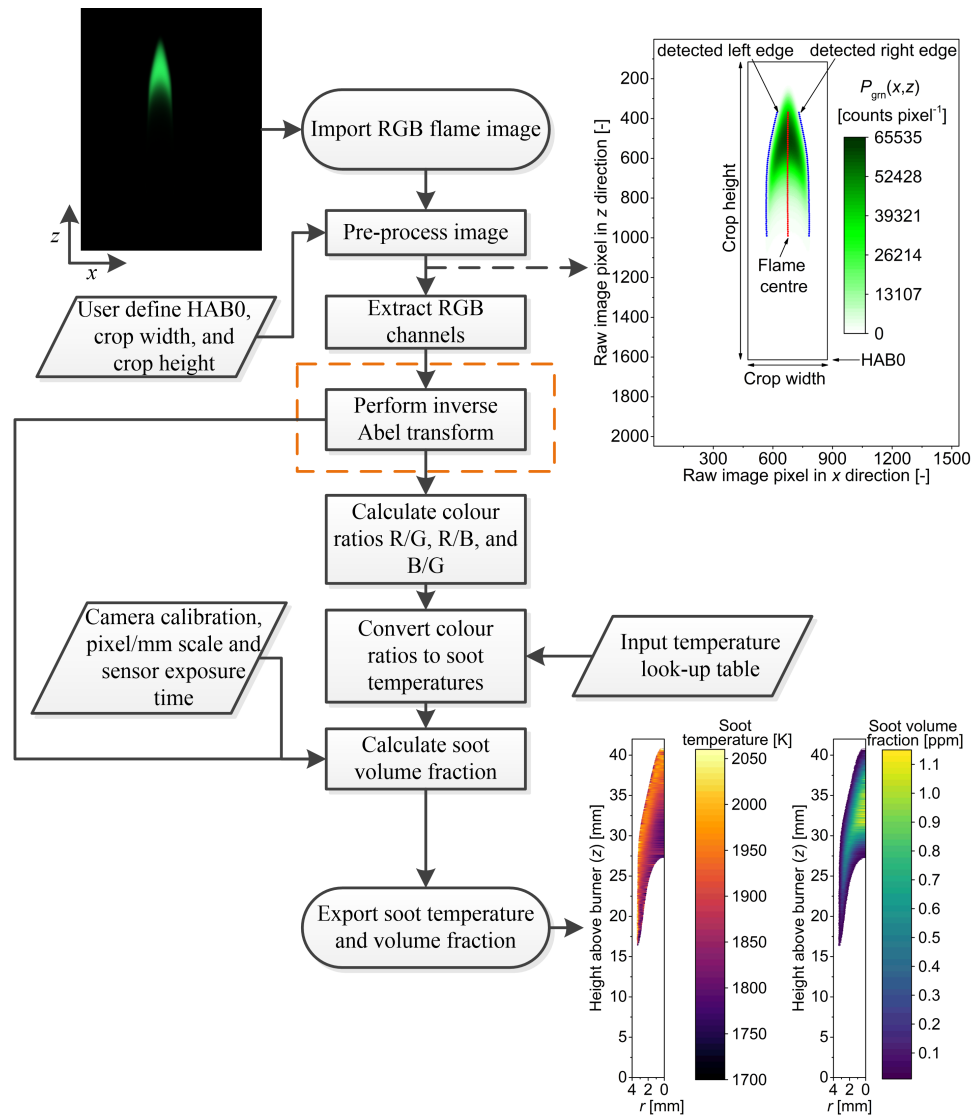 z
x
Import RGB flame image
Pre-process image
User define HAB0,
crop width, and
crop height
Extract RGB
channels
Perform inverse
Abel transform
Calculate colour
ratios R/G, R/B, and
B/G
Camera calibration,
pixel/mm scale and
sensor exposure
time
Convert colour
ratios to soot
temperatures
Input temperature
look-up table
Calculate soot
volume fraction
Export soot temperature
and volume fraction
detected left edge
detected right edge
Raw image pixel in z direction [-]
200
400
600
800
1000
1200
1400
1600
1800
2000
Crop height
Flame
centre
Crop width
HAB0
P_grn(x,z)
[counts pixel⁻¹]
65535
52428
39321
26214
13107
0
300
600
900
1200
1500
Raw image pixel in x direction [-]
Height above burner (z) [mm]
40
35
30
25
20
15
10
5
0
4 2 0
r [mm]
Soot
temperature [K]
2050
2000
1950
1900
1850
1800
1750
1700
Height above burner (z) [mm]
40
35
30
25
20
15
10
5
0
4 2 0
r [mm]
Soot volume
fraction [ppm]
1.1
1.0
0.9
0.8
0.7
0.6
0.5
0.4
0.3
0.2
0.1